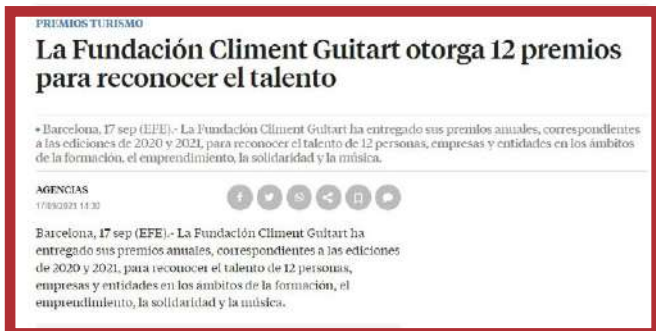 PREMIOS TURISMO
La Fundación Climent Guitart otorga 12 premios
para reconocer el talento
• Barcelona, 17 sep (EFE).- La Fundación Climent Guitart ha entregado sus premios anuales, correspondientes
a las ediciones de 2020 y 2021, para reconocer el talento de 12 personas, empresas y entidades en los ámbitos
de la formación, el emprendimiento, la solidaridad y la música.
AGENCIAS
17/09/2021 14:30
Barcelona, 17 sep (EFE).- La Fundación Climent Guitart ha
entregado sus premios anuales, correspondientes a las ediciones
de 2020 y 2021, para reconocer el talento de 12 personas,
empresas y entidades en los ámbitos de la formación, el
emprendimiento, la solidaridad y la música.